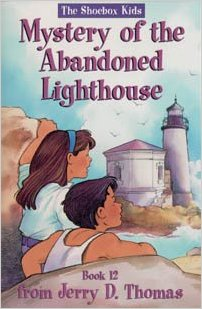 The Shoebox Kids
Mystery of the
Abandoned
Lighthouse
Book 12
from Jerry D. Thomas